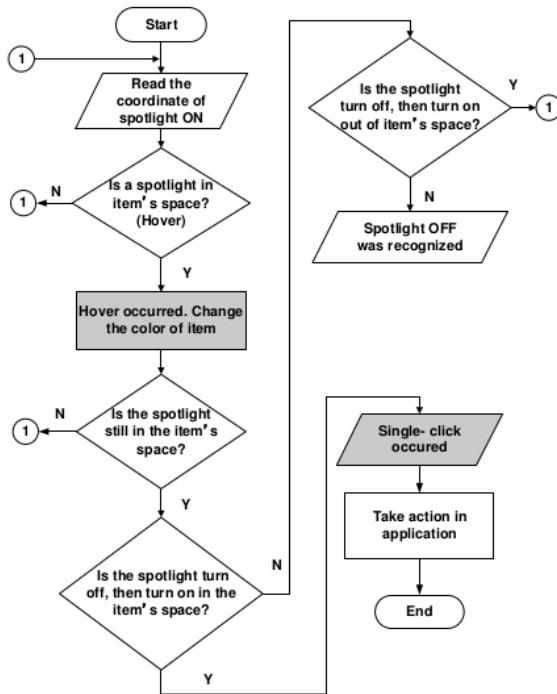 Start
1
Read the
coordinate of
spotlight ON
Is a spotlight in
item's space?
(Hover)
N
1
Y
Hover occurred. Change
the color of item
Is the spotlight
still in the item's
space?
N
1
Y
Is the spotlight turn
off, then turn on in the
item's space?
N
Y
Is the spotlight
turn off, then turn on
out of item's space?
Y
1
N
Spotlight OFF
was recognized
Single- click
occured
Take action in
application
End